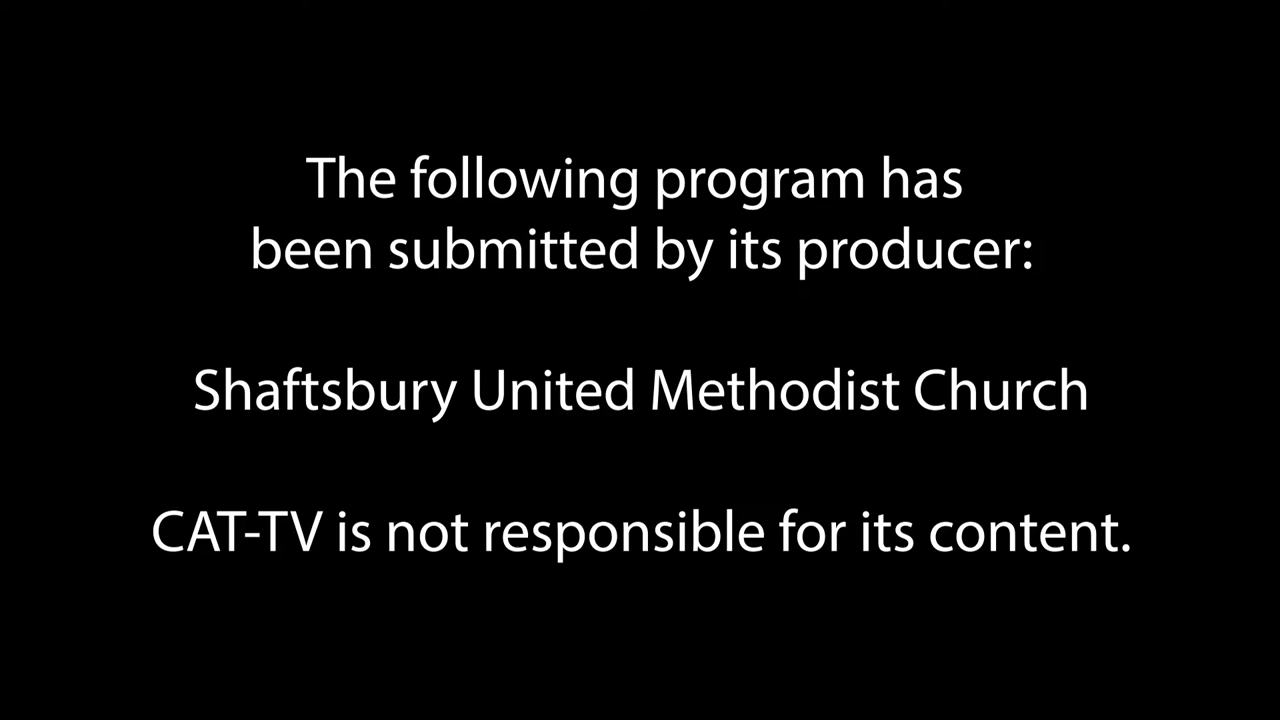 The following program has
been submitted by its producer:
Shaftsbury United Methodist Church
CAT-TV is not responsible for its content.